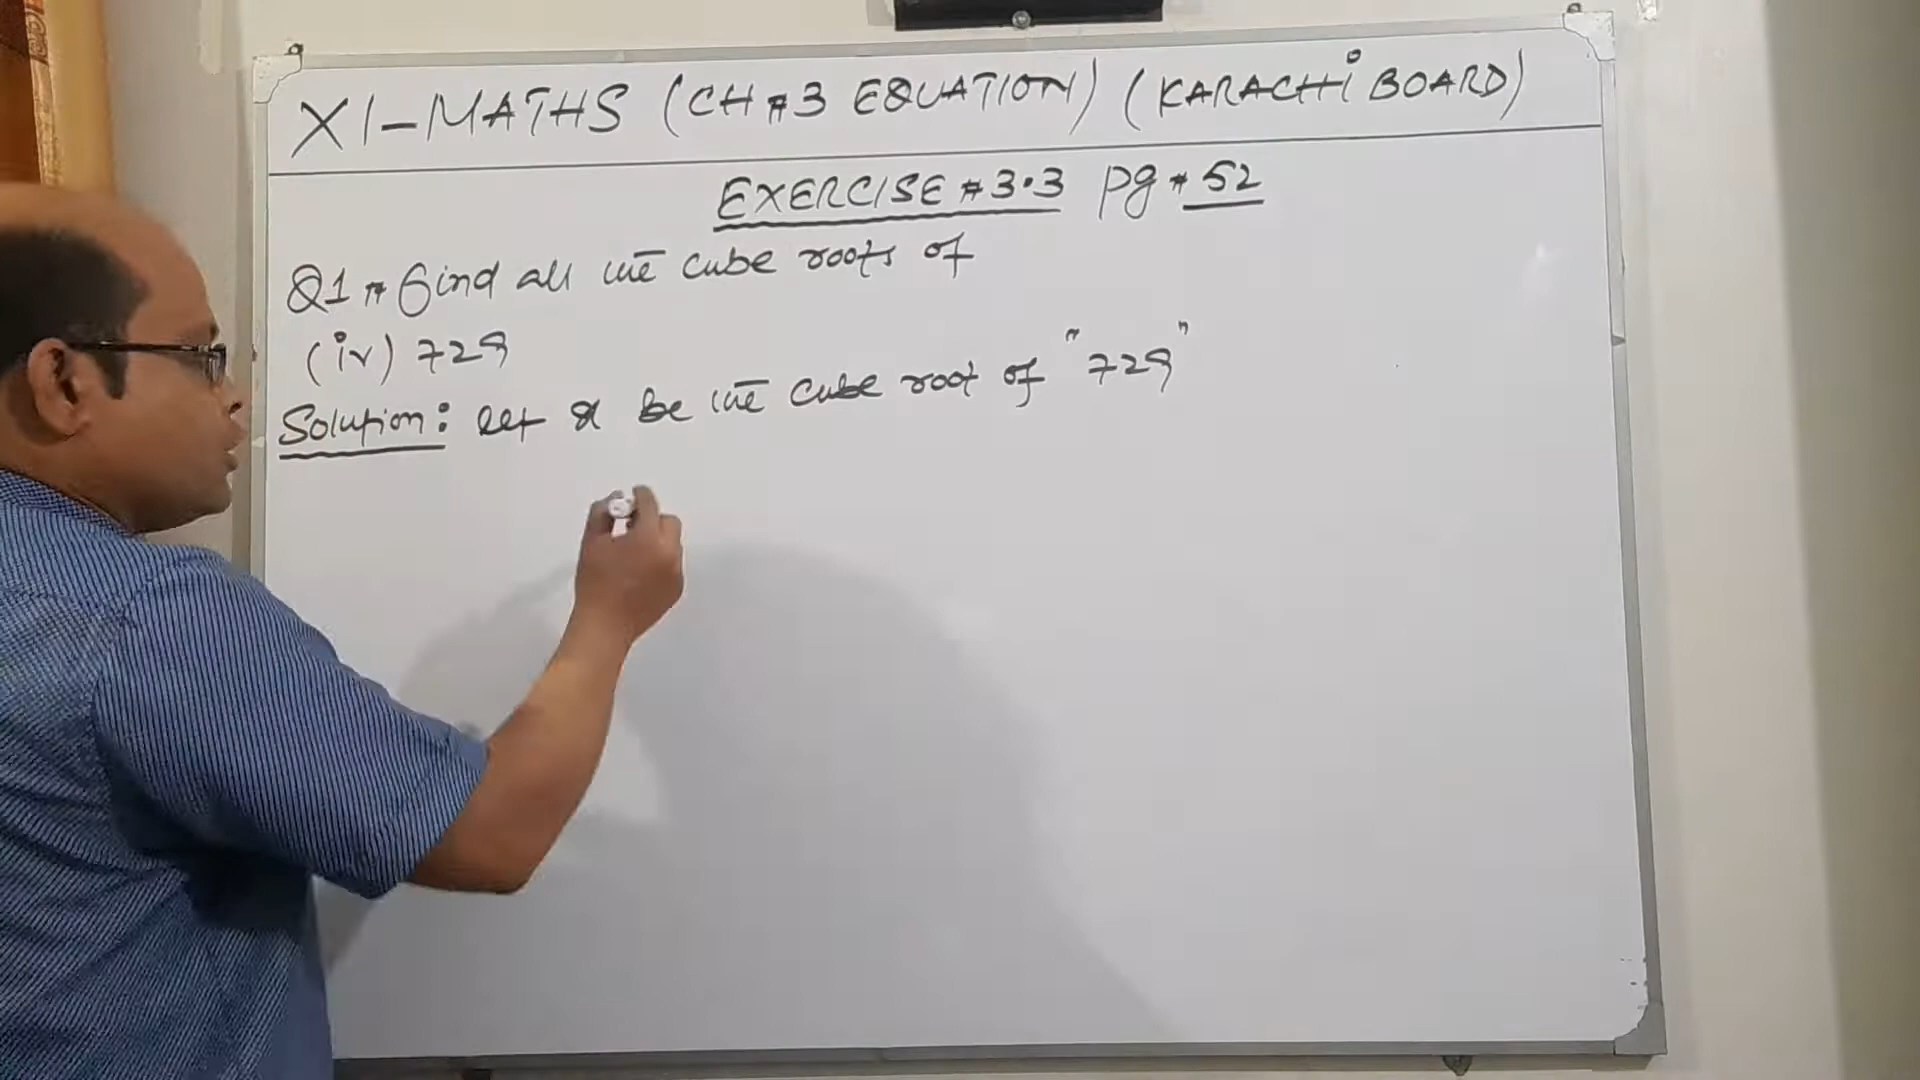 XI-MATHS (CH # 3 EQUATION) (KARACHI BOARD)
EXERCISE # 3.3 pg # 52
Q1 # Find all the cube roots of
(iv) 729
Solution: let x be the cube root of "729"